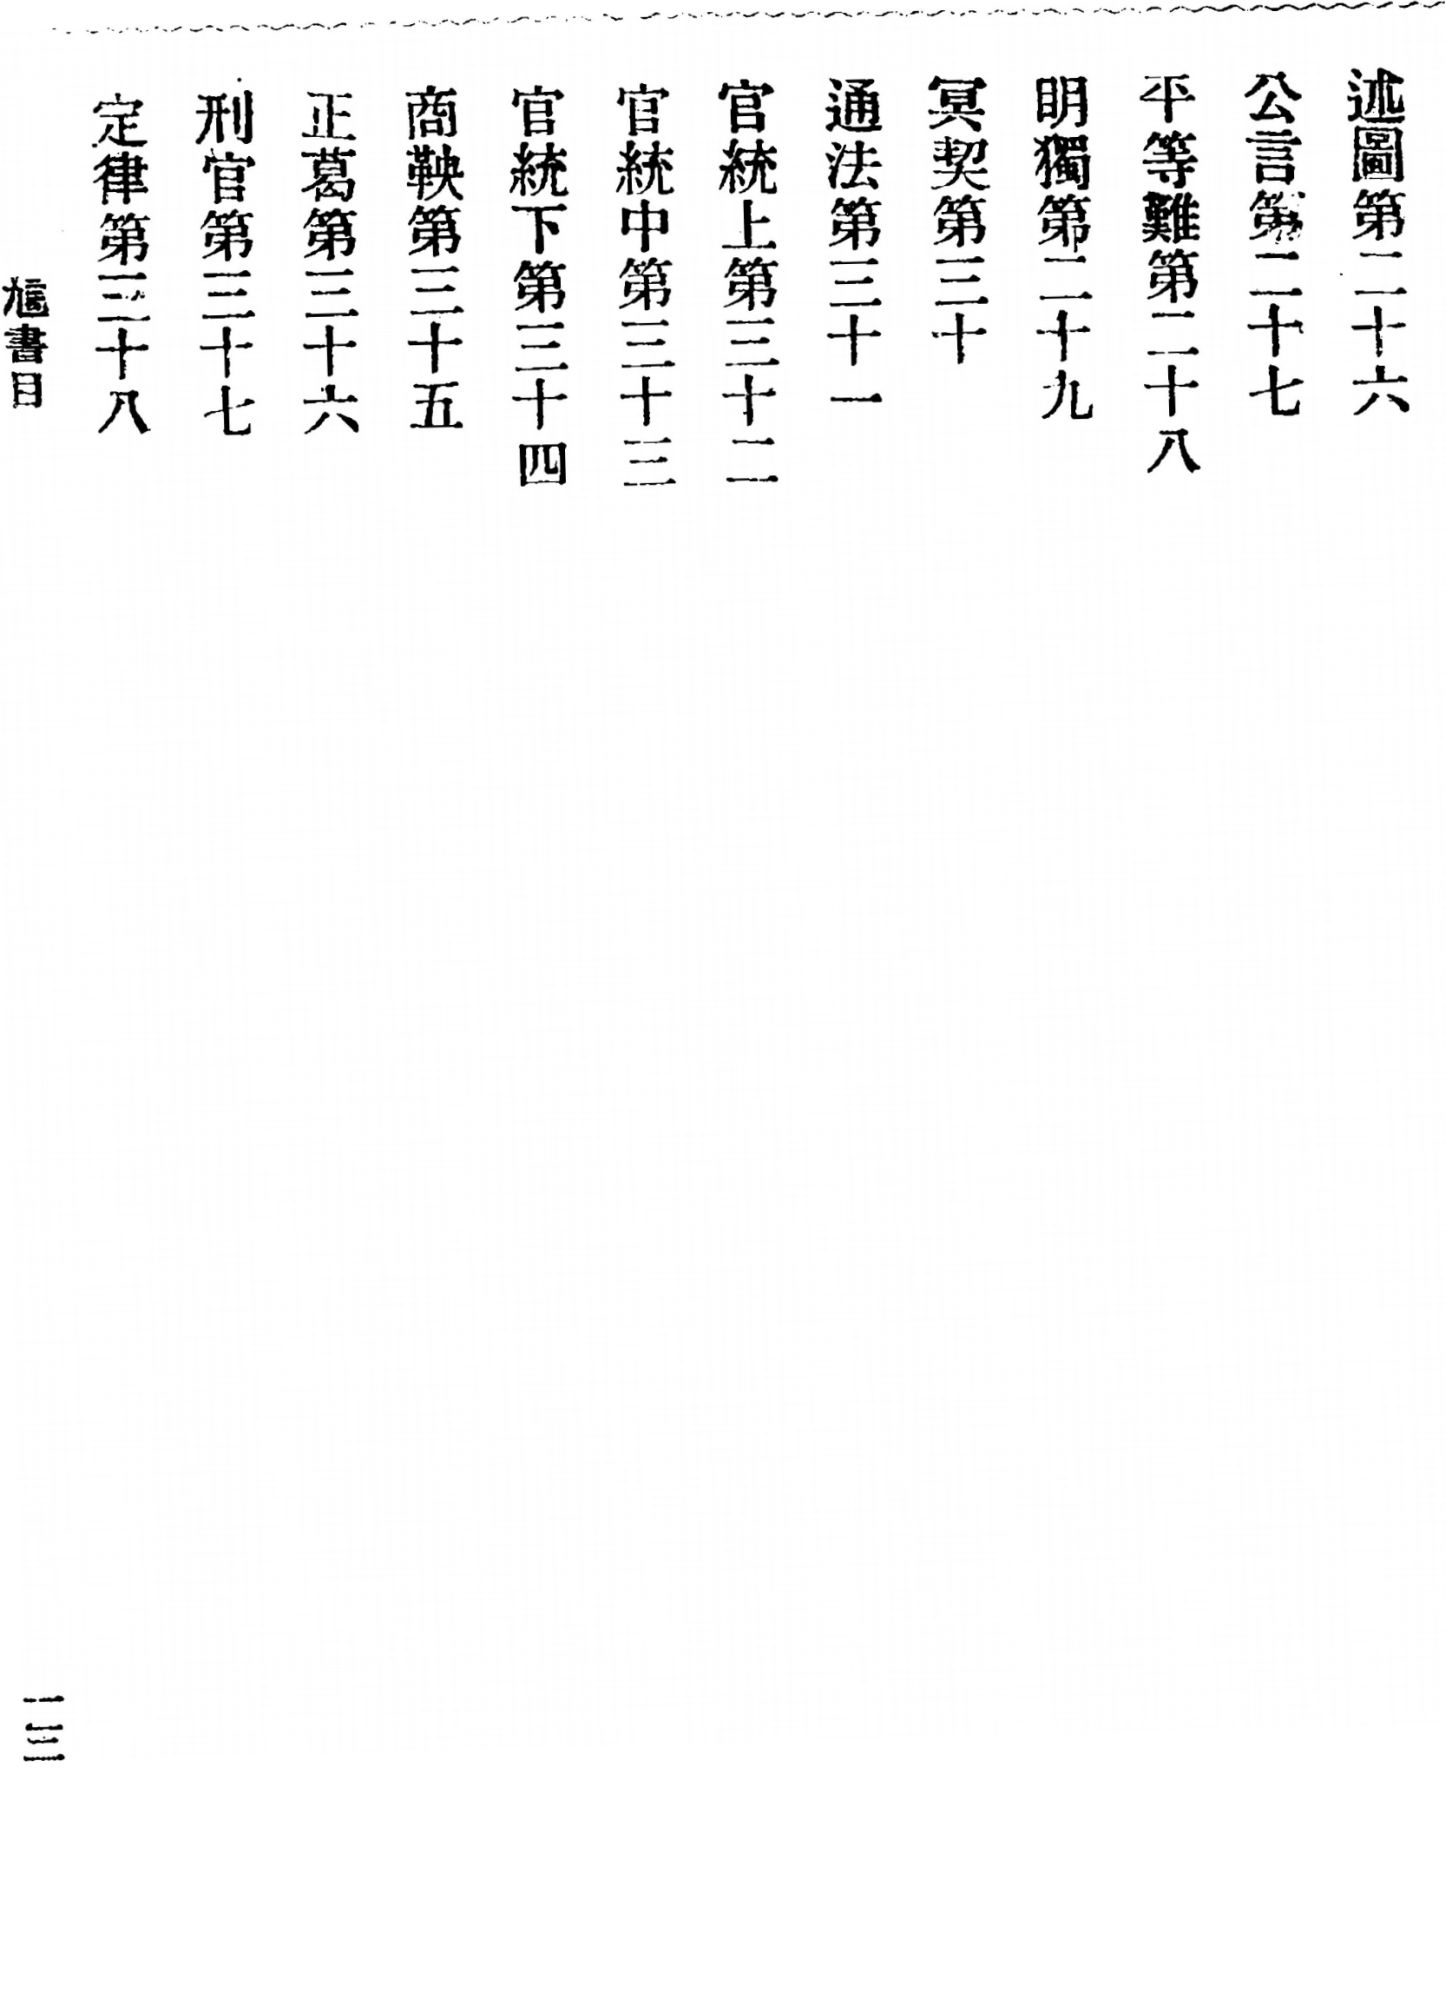 述圖第二十六
公言第二十七
平等難第二十八
明獨第二十九
冥契第三十
通法第三十一
官統上第三十二
官統中第三十三
官統下第三十四
商鞅第三十五
正葛第三十六
刑官第三十七
定律第三十八
訄書目
一三